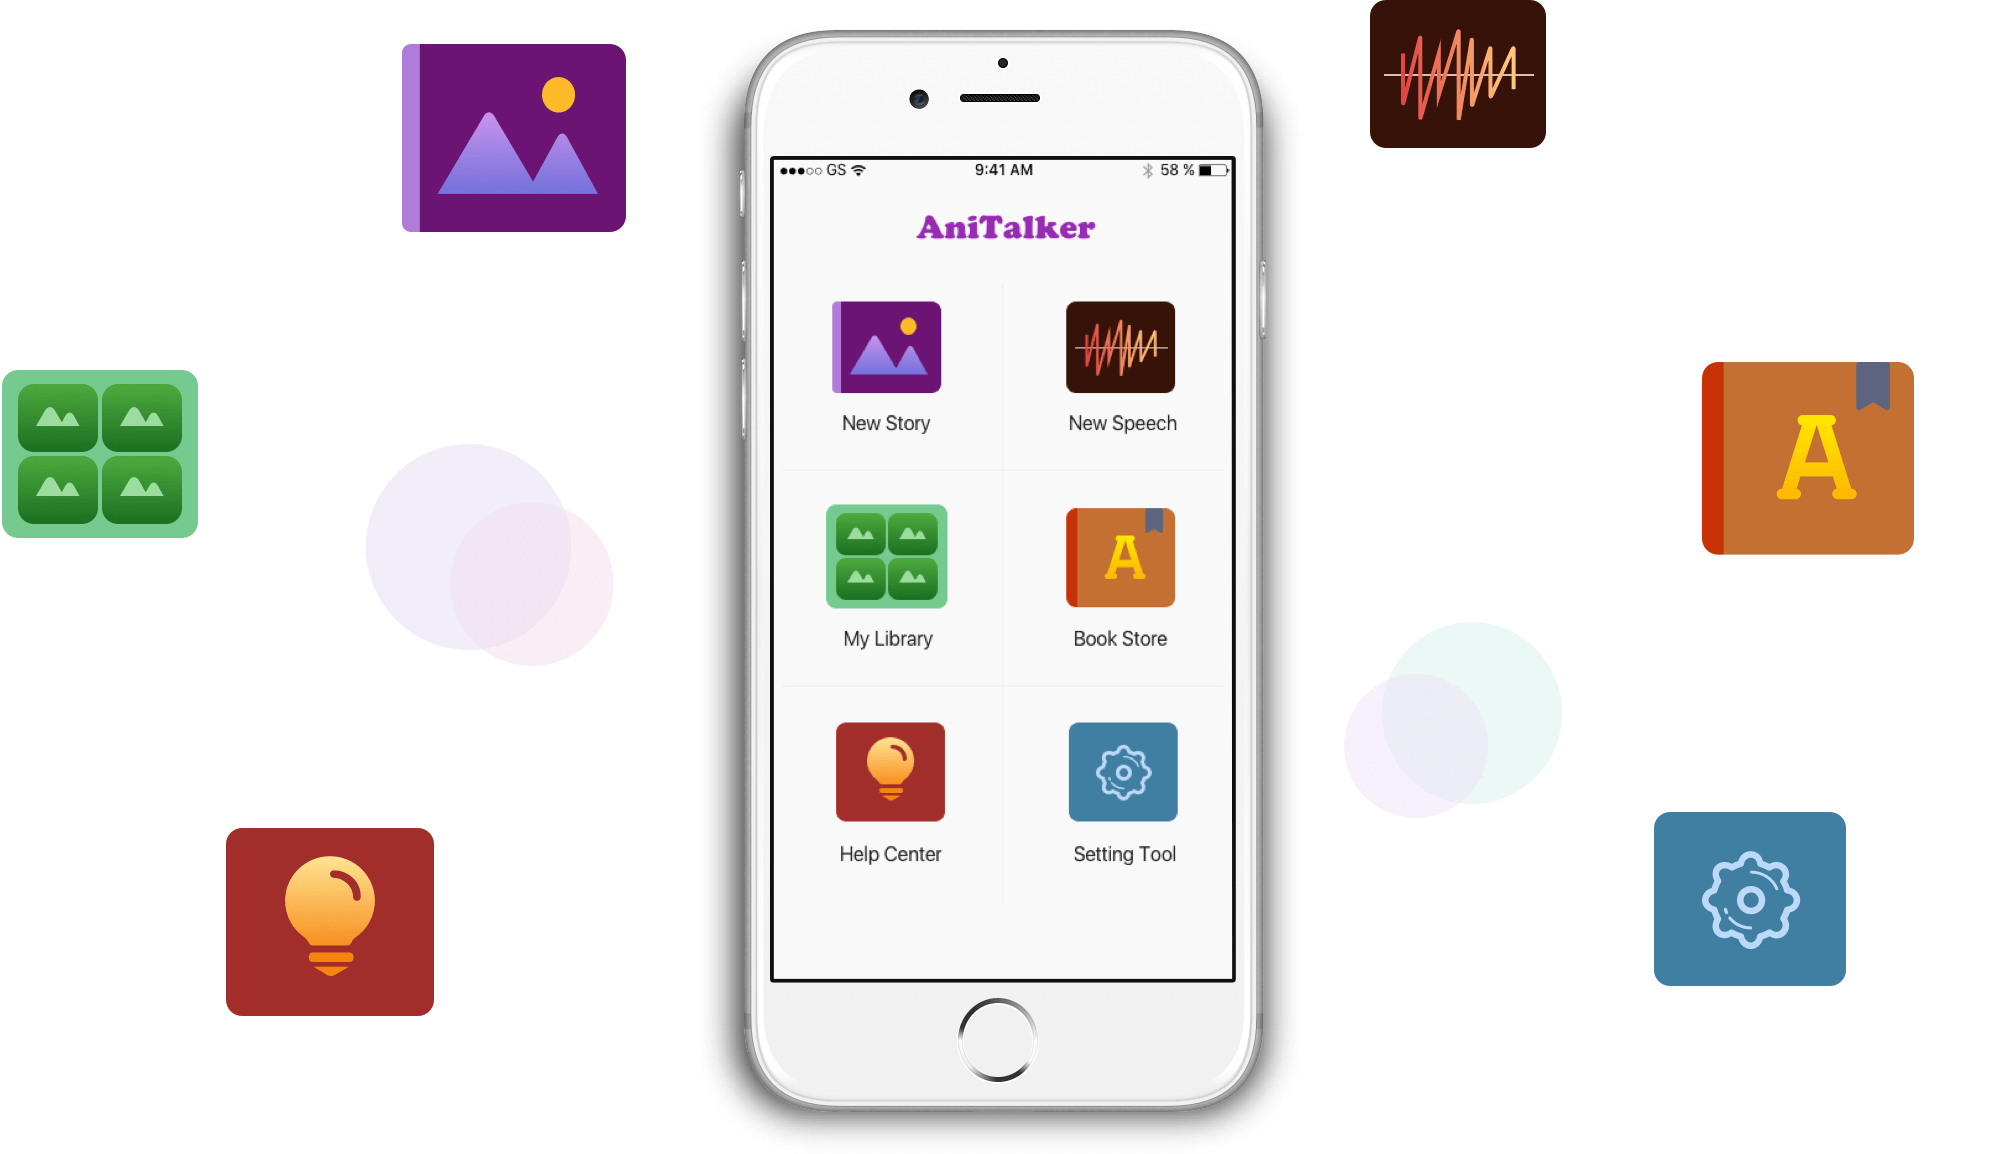 GS 9:41 AM 58 %
AniTalker
New Story New Speech
My Library Book Store
A
Help Center Setting Tool
A